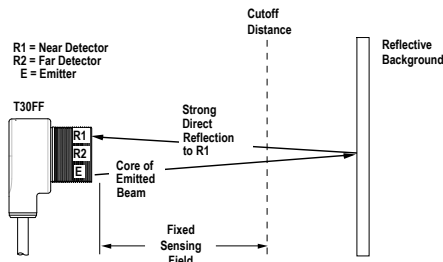 Cutoff
Distance
R1 = Near Detector
R2 = Far Detector
E = Emitter
Reflective
Background
T30FF
Strong
Direct
Reflection
to R1
R1
R2
E
Core of
Emitted
Beam
Fixed
Sensing
Field